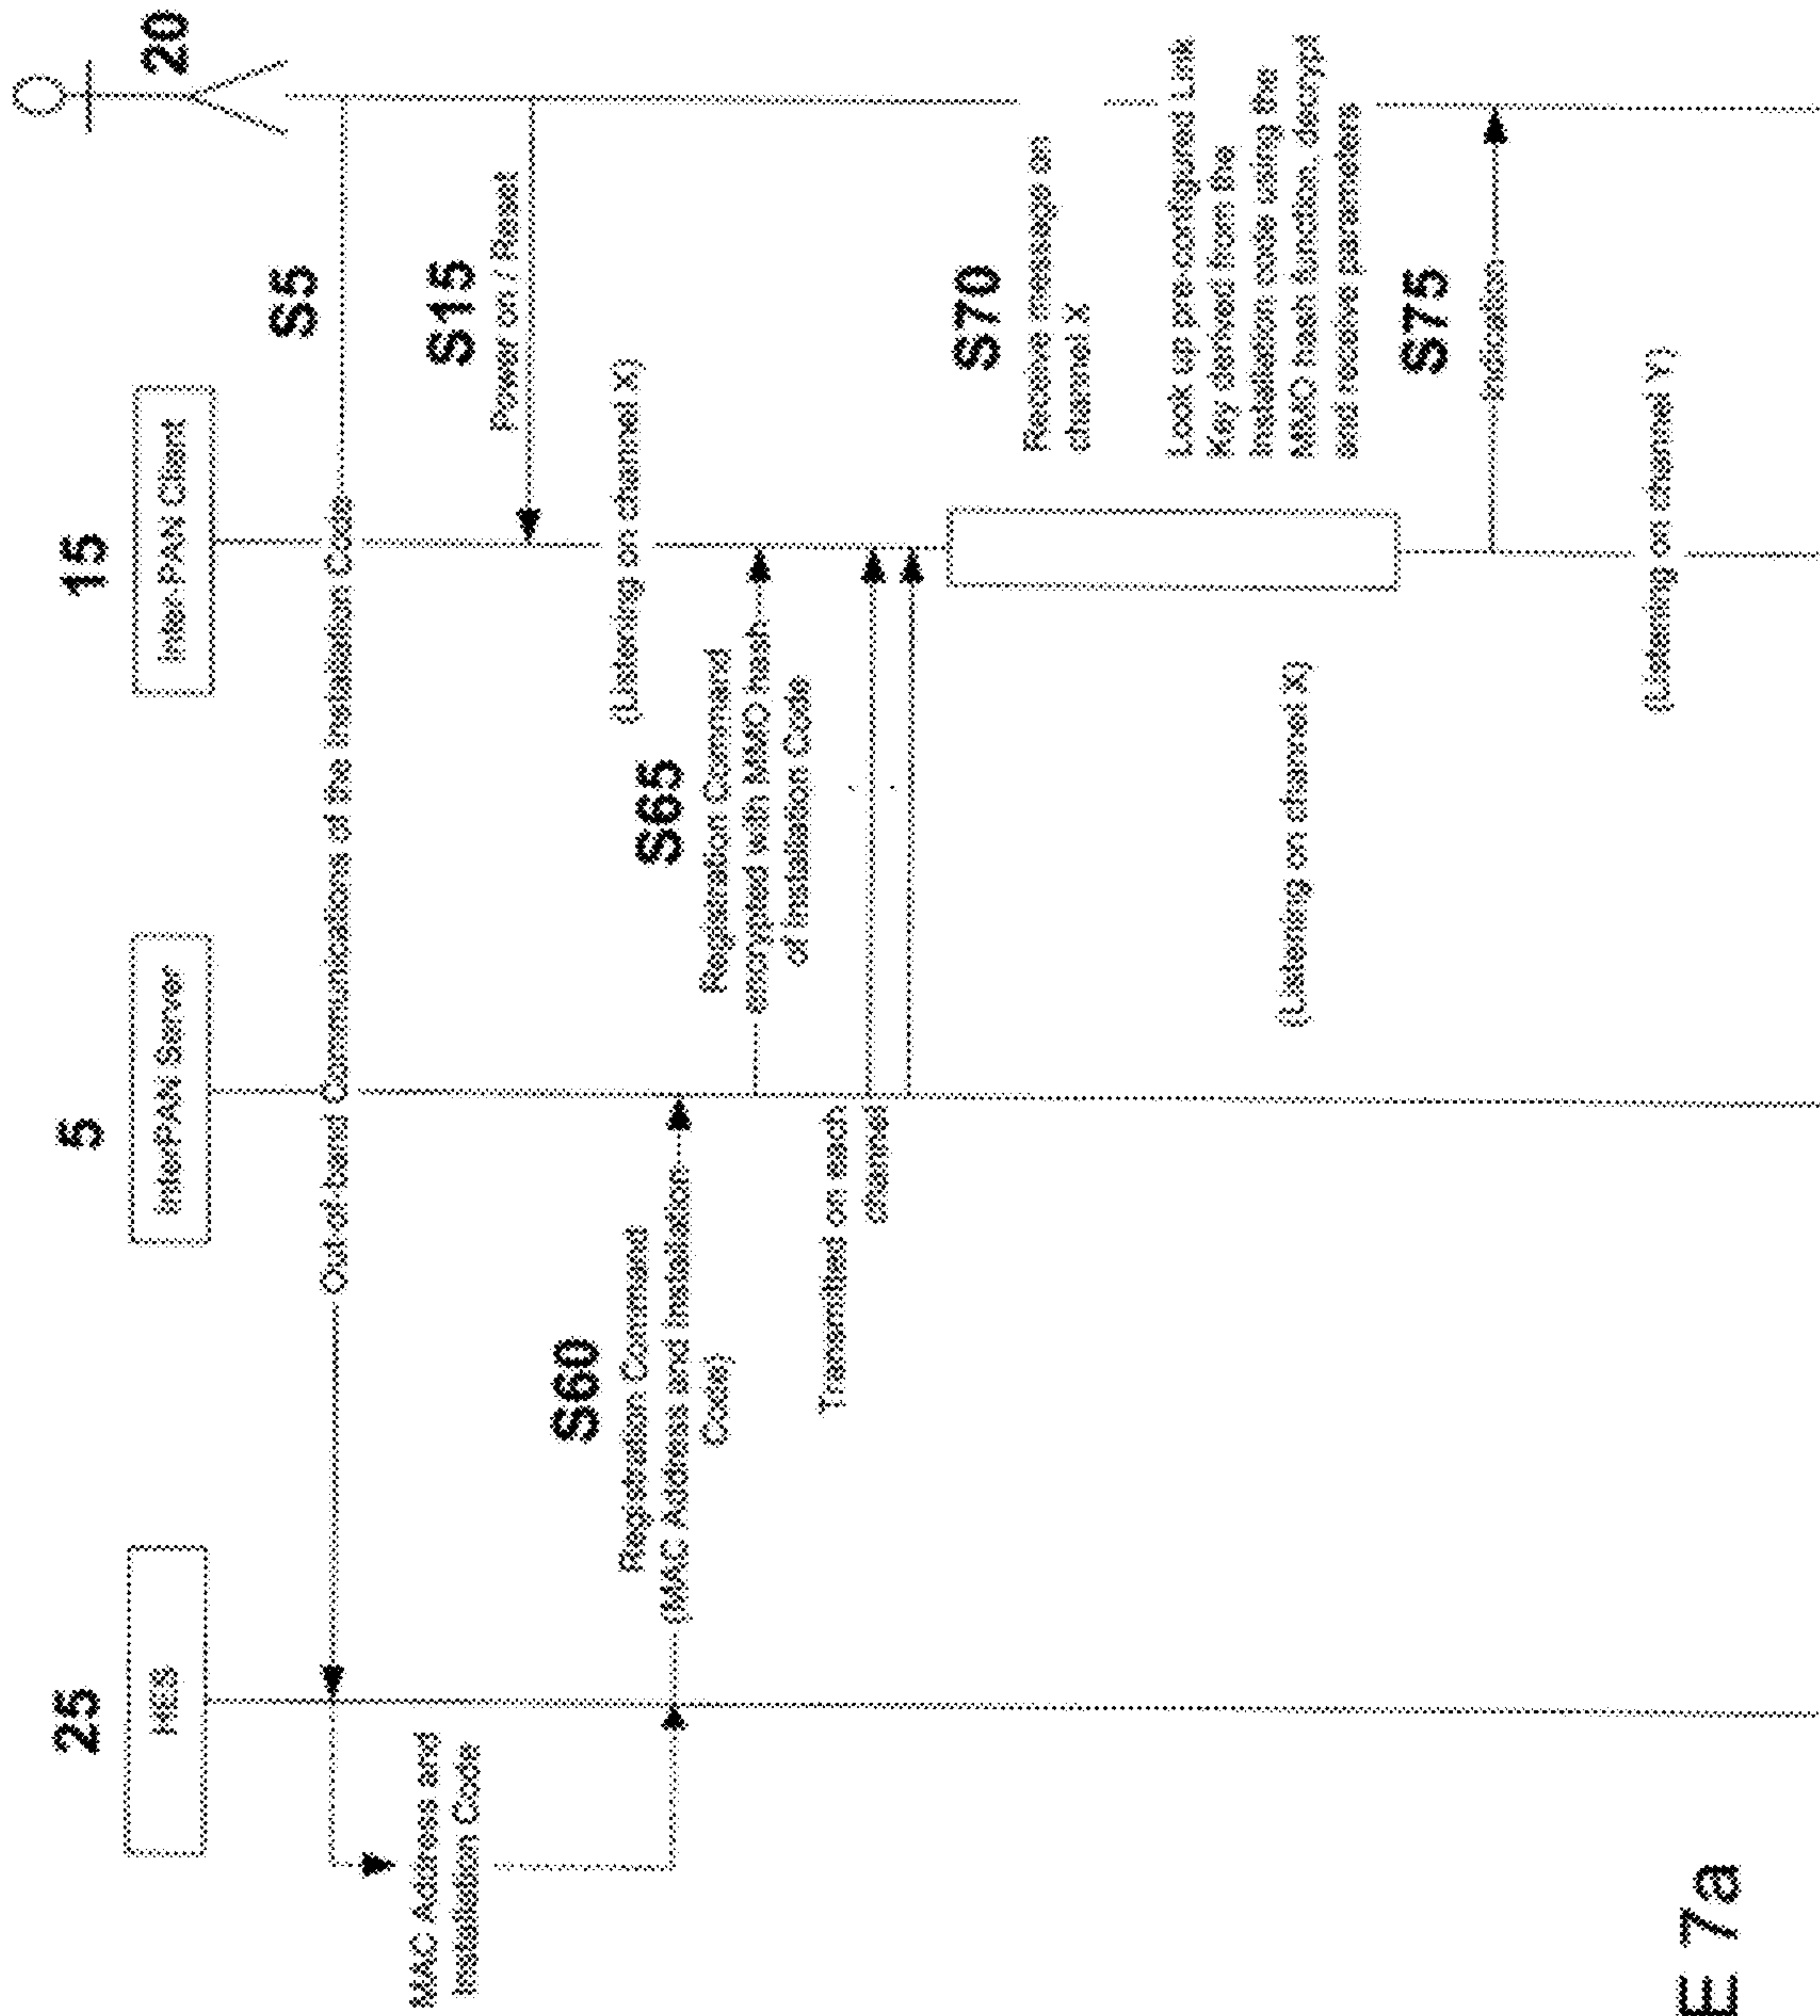 25
5
15
20
HES
InterPAN Server
Inter-PAN Client
S5
Out-of-band Communications of the Installation Code
MAC Address and
Installation Code
S15
Power on / Reset
(Listening on channel X)
S60
Registration Command
(MAC Address and Installation
Code)
S65
Registration Command
encrypted with MMO hash
of Installation Code
Transmitted on each
channel
S70
Receive message on
channel X
Look up pre-configured Link
Key derived from the
Installation code using the
MMO hash function, decrypt
and receive parameters
(Listening on channel X)
S75
Indication
(Listening on channel Y)
E 7a